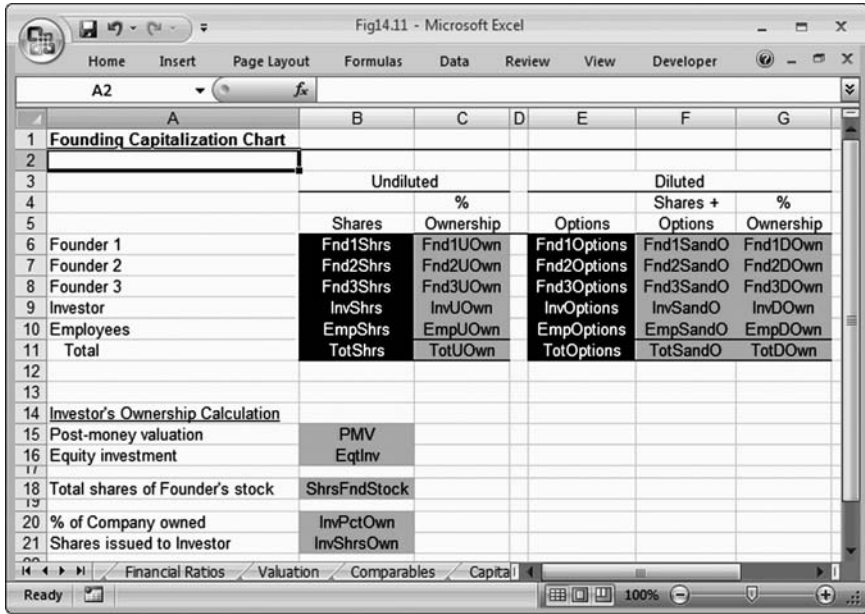 Fig14.11 - Microsoft Excel
Home Insert Page Layout Formulas Data Review View Developer
A2 fx
A B C D E F G
1 Founding Capitalization Chart
2
3 Undiluted Diluted
4 % Shares + %
5 Shares Ownership Options Options Ownership
6 Founder 1 Fnd1Shrs Fnd1UOwn Fnd1Options Fnd1SandO Fnd1DOwn
7 Founder 2 Fnd2Shrs Fnd2UOwn Fnd2Options Fnd2SandO Fnd2DOwn
8 Founder 3 Fnd3Shrs Fnd3UOwn Fnd3Options Fnd3SandO Fnd3DOwn
9 Investor InvShrs InvUOwn InvOptions InvSandO InvDOwn
10 Employees EmpShrs EmpUOwn EmpOptions EmpSandO EmpDOwn
11 Total TotShrs TotUOwn TotOptions TotSandO TotDOwn
12
13
14 Investor's Ownership Calculation
15 Post-money valuation PMV
16 Equity investment EqtInv
17
18 Total shares of Founder's stock ShrsFndStock
19
20 % of Company owned InvPctOwn
21 Shares issued to Investor InvShrsOwn
Financial Ratios Valuation Comparables Capital
Ready 100%